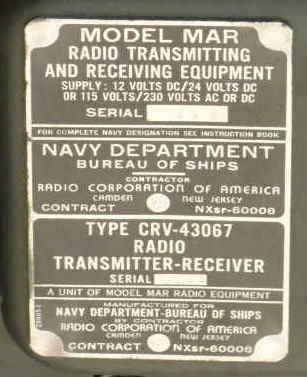 MODEL MAR
RADIO TRANSMITTING
AND RECEIVING EQUIPMENT
SUPPLY: 12 VOLTS DC/24 VOLTS DC
OR 115 VOLTS/230 VOLTS AC OR DC
SERIAL
FOR COMPLETE NAVY DESIGNATION SEE INSTRUCTION BOOK
NAVY DEPARTMENT
BUREAU OF SHIPS
CONTRACTOR
RADIO CORPORATION OF AMERICA
CAMDEN NEW JERSEY
CONTRACT NXsr-60008
TYPE CRV-43067
RADIO
TRANSMITTER-RECEIVER
SERIAL
A UNIT OF MODEL MAR RADIO EQUIPMENT
MANUFACTURED FOR
NAVY DEPARTMENT-BUREAU OF SHIPS
BY CONTRACTOR
RADIO CORPORATION OF AMERICA
CAMDEN NEW JERSEY
CONTRACT NXsr-60008